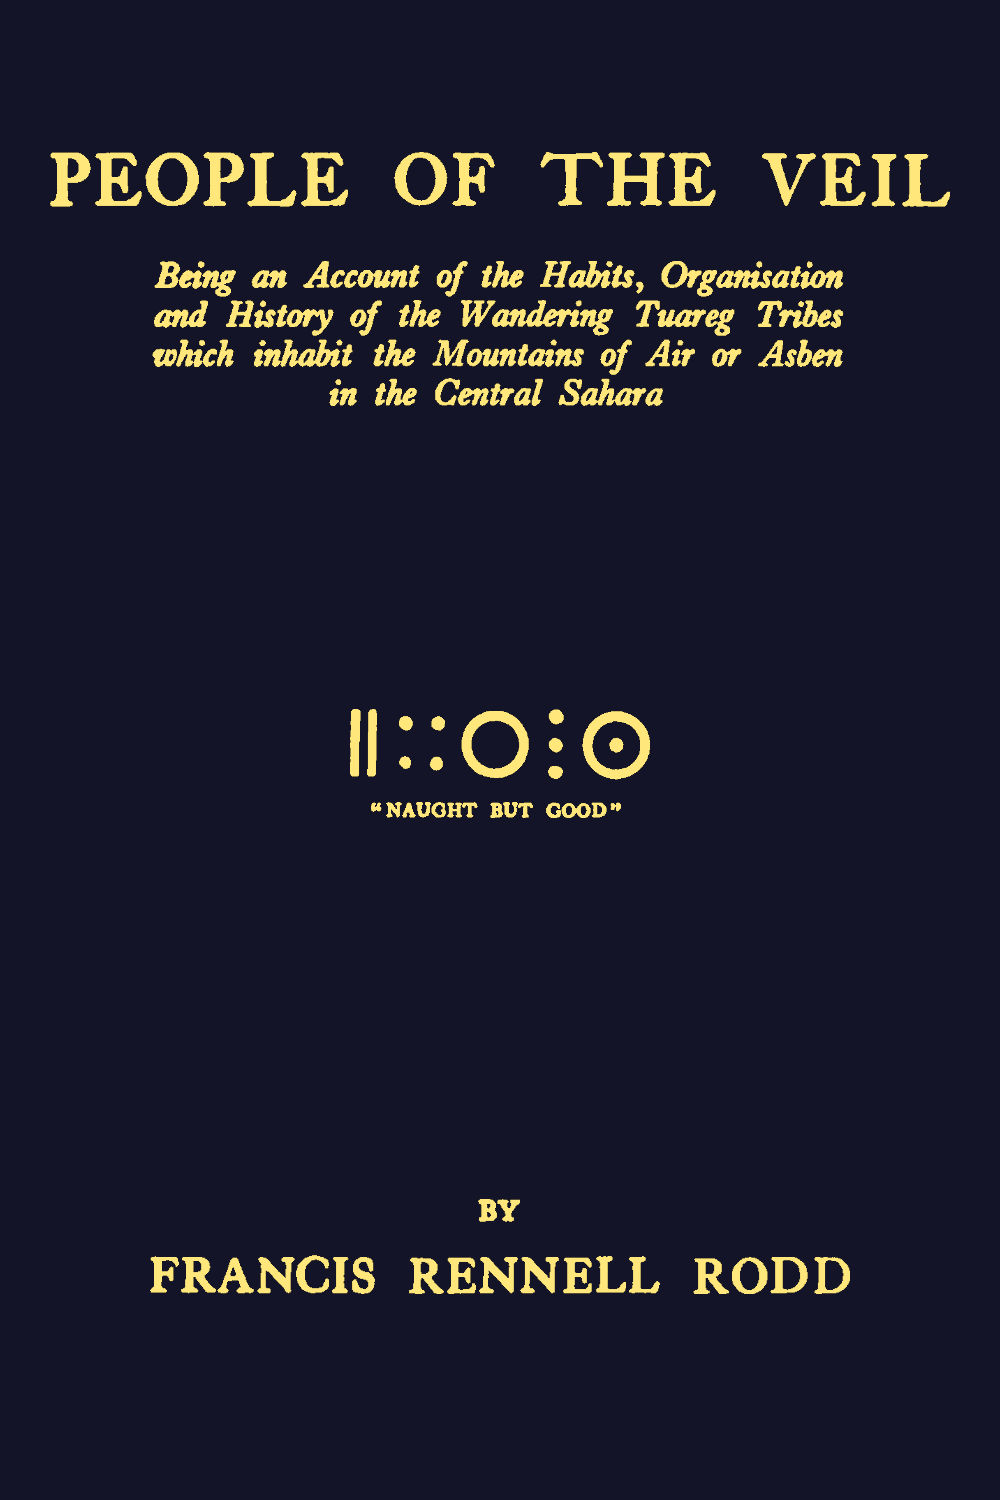 PEOPLE OF THE VEIL
Being an Account of the Habits, Organisation
and History of the Wandering Tuareg Tribes
which inhabit the Mountains of Air or Asben
in the Central Sahara
ⵍ⸬ⵔⵗⵙ
“NAUGHT BUT GOOD”
BY
FRANCIS RENNELL RODD